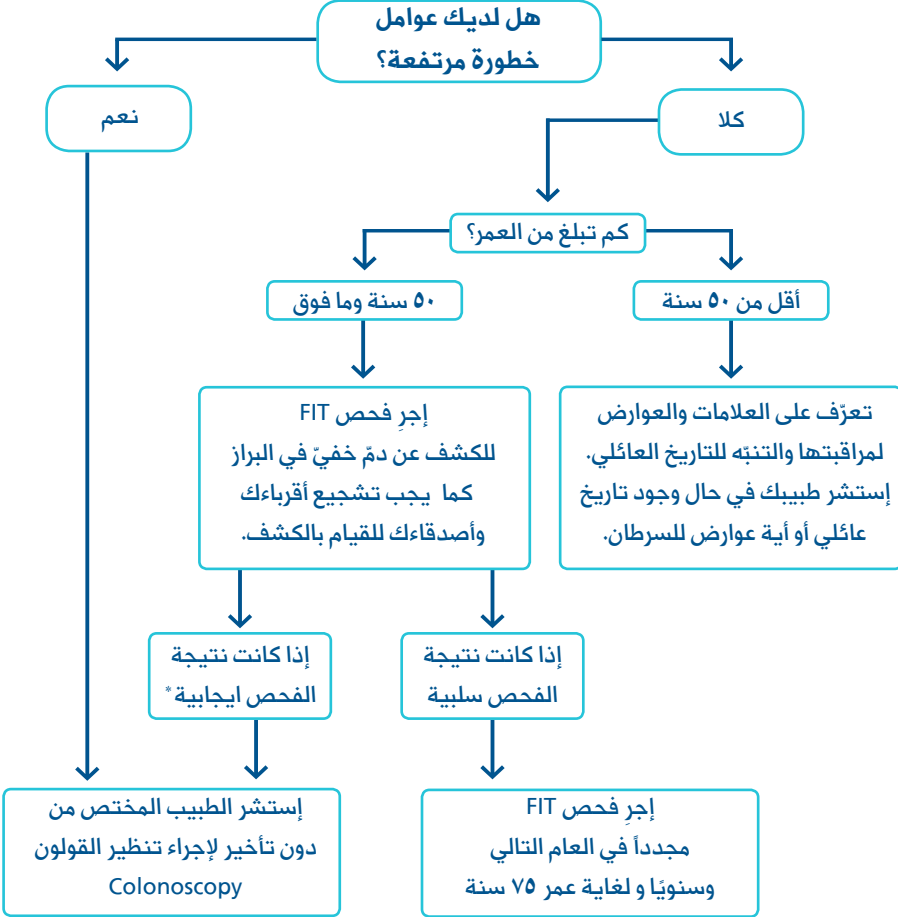 هل لديك عوامل
خطورة مرتفعة؟
كلا
نعم
كم تبلغ من العمر؟
أقل من ٥٠ سنة
٥٠ سنة وما فوق
تعرّف على العلامات والعوارض
لمراقبتها والتنبّه للتاريخ العائلي.
إستشر طبيبك في حال وجود تاريخ
عائلي أو أية عوارض للسرطان.
إجرِ فحص FIT
للكشف عن دمّ خفيّ في البراز
كما يجب تشجيع أقرباءك
وأصدقاءك للقيام بالكشف.
إذا كانت نتيجة
الفحص سلبية
إذا كانت نتيجة
الفحص ايجابية*
إجرِ فحص FIT
مجدداً في العام التالي
وسنويًا و لغاية عمر ٧٥ سنة
إستشر الطبيب المختص من
دون تأخير لإجراء تنظير القولون
Colonoscopy